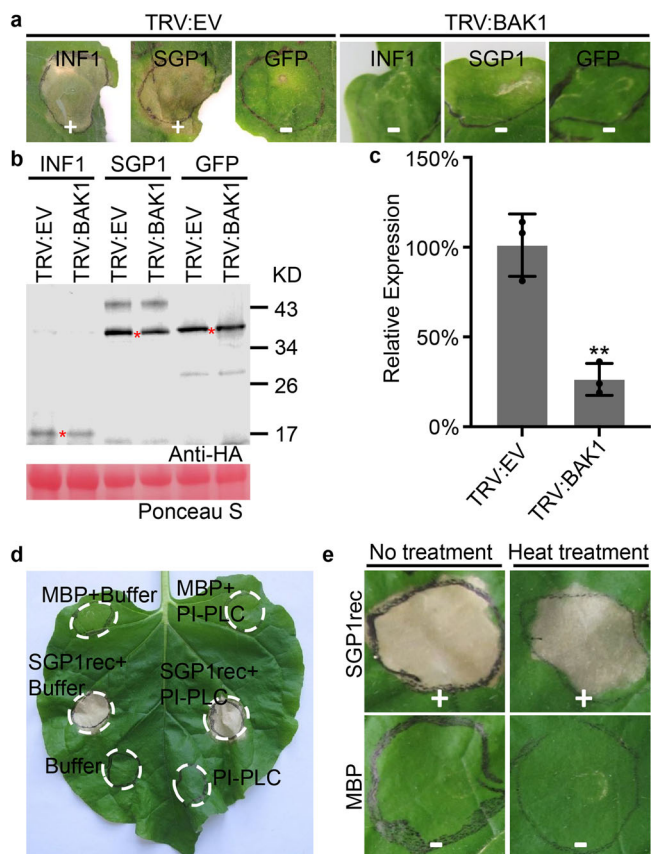 a
TRV:EV TRV:BAK1
INF1 SGP1 GFP INF1 SGP1 GFP
+ + - - - -
b
INF1 SGP1 GFP
TRV:EV TRV:BAK1 TRV:EV TRV:BAK1 TRV:EV TRV:BAK1
KD
43
* *
34
26
* 17
Anti-HA
Ponceau S
c
Relative Expression
150%
100%
50%
0%
**
TRV:EV TRV:BAK1
d
MBP+Buffer MBP+
PI-PLC
SGP1rec+
Buffer
SGP1rec+
PI-PLC
Buffer PI-PLC
e
No treatment Heat treatment
SGP1rec
+ +
MBP
- -